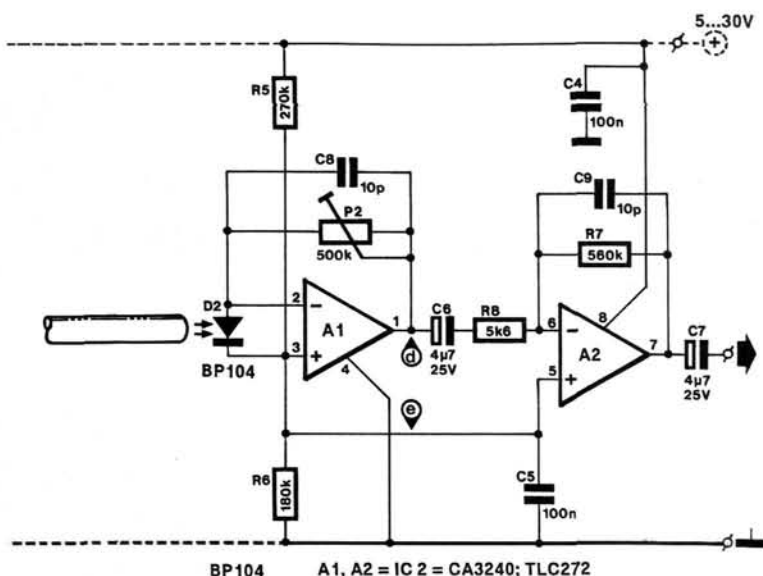 5...30V
+
R5
270k
C4
100n
C8
10p
C9
10p
P2
500k
R7
560k
D2
2
−
A1
1
3
+
4
BP104
d
C6
4µ7
25V
R8
5k6
6
−
8
A2
7
5
+
C7
4µ7
25V
e
R6
180k
C5
100n
BP104 A1, A2 = IC 2 = CA3240; TLC272